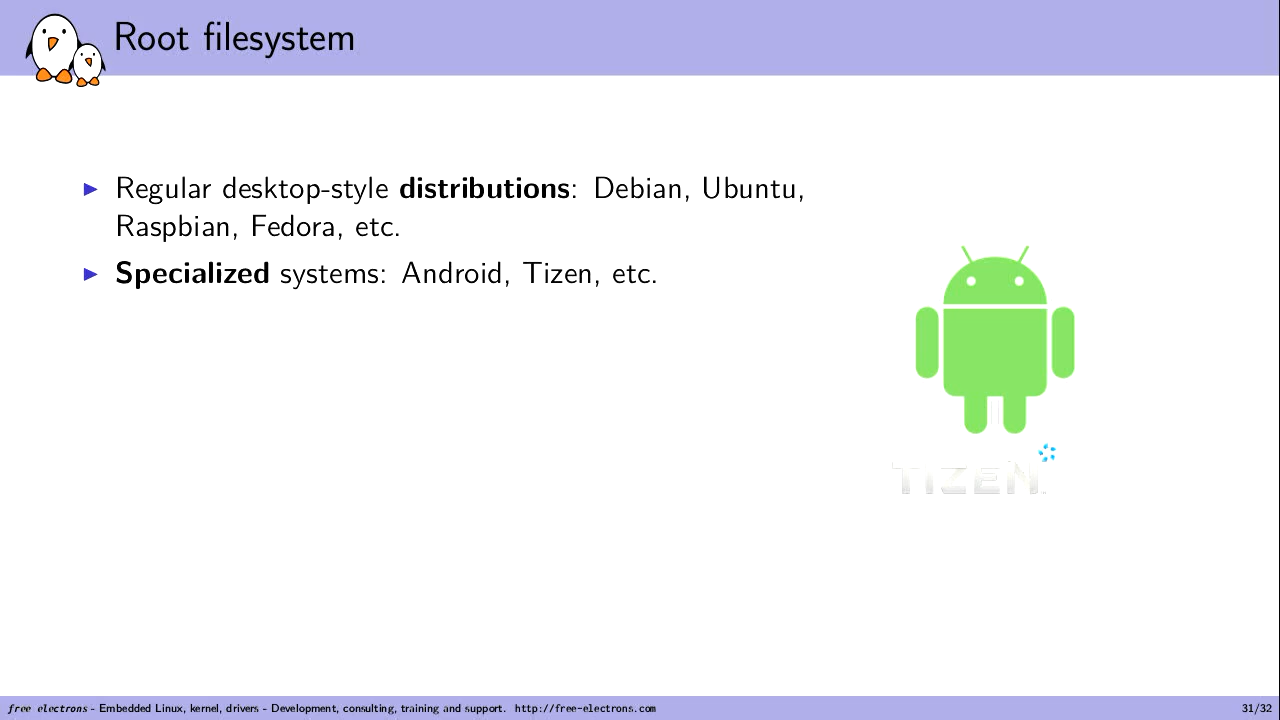 Root filesystem
▶ Regular desktop-style distributions: Debian, Ubuntu,
Raspbian, Fedora, etc.
▶ Specialized systems: Android, Tizen, etc.
TIZEN
free electrons - Embedded Linux, kernel, drivers - Development, consulting, training and support. http://free-electrons.com
31/32